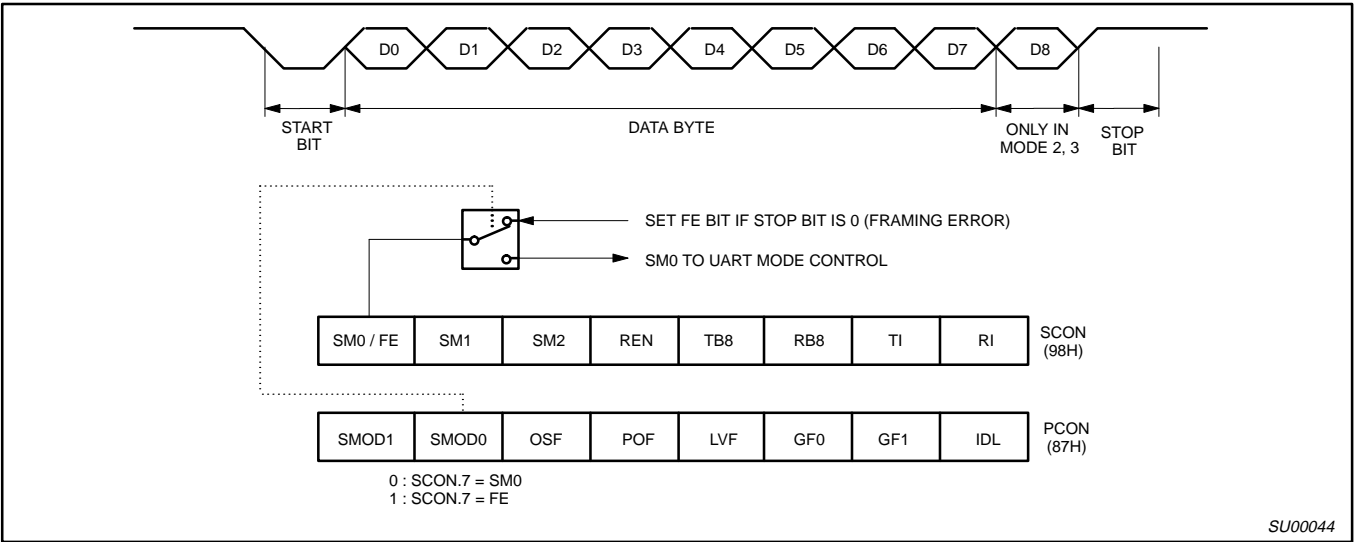 D0 D1 D2 D3 D4 D5 D6 D7 D8
START
BIT
DATA BYTE
ONLY IN
MODE 2, 3
STOP
BIT
SET FE BIT IF STOP BIT IS 0 (FRAMING ERROR)
SM0 TO UART MODE CONTROL
SM0 / FE SM1 SM2 REN TB8 RB8 TI RI
SCON
(98H)
SMOD1 SMOD0 OSF POF LVF GF0 GF1 IDL
PCON
(87H)
0 : SCON.7 = SM0
1 : SCON.7 = FE
SU00044